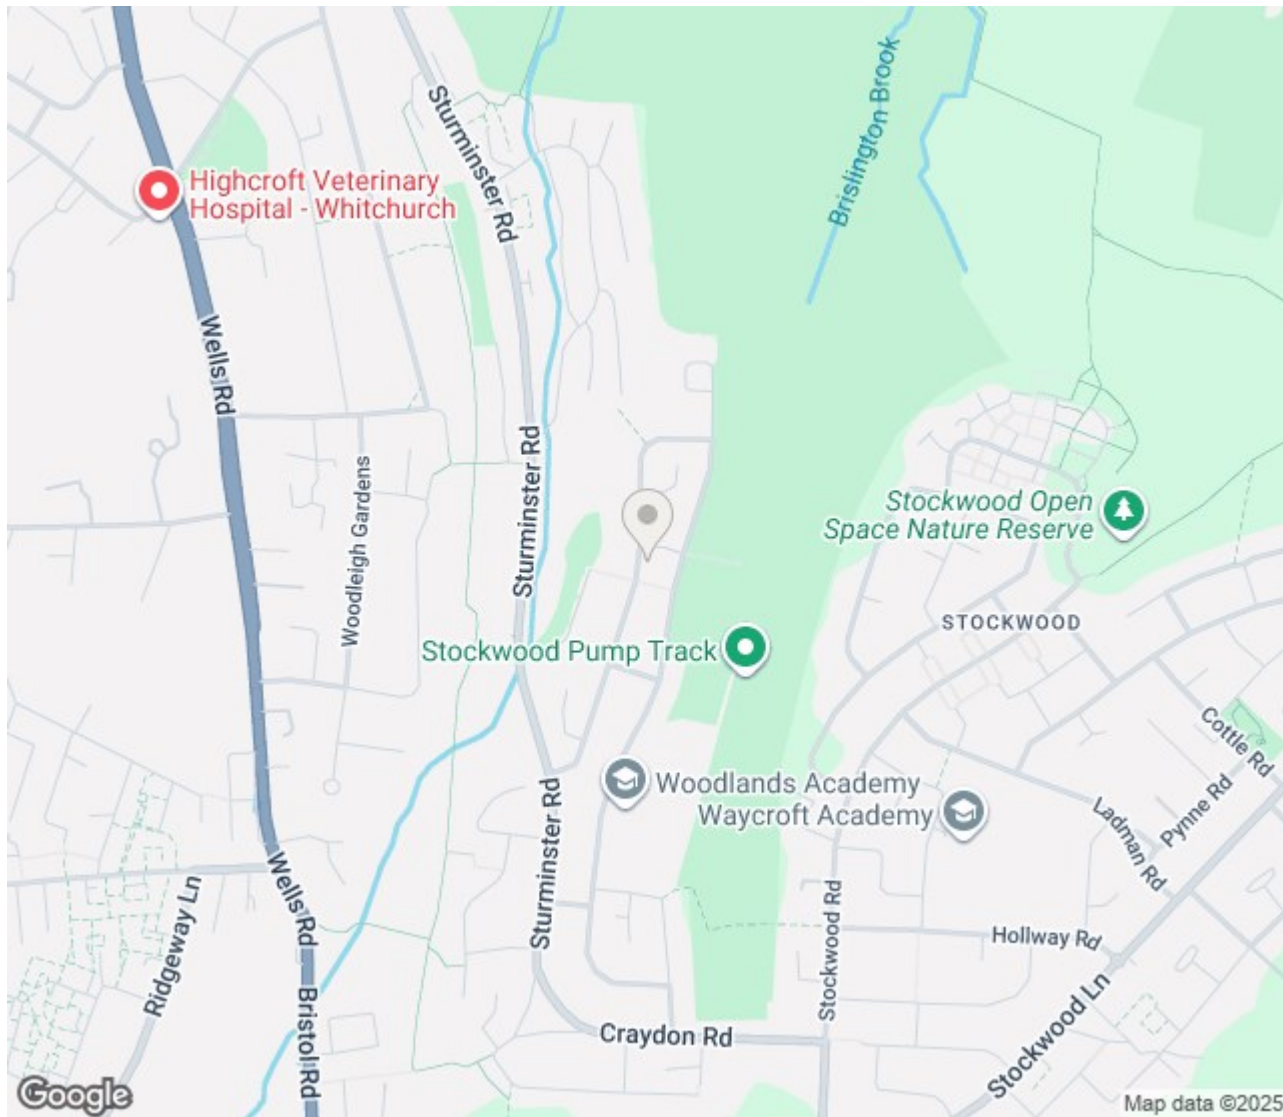 Sturminster Rd
Brislington Brook
Highcroft Veterinary
Hospital - Whitchurch
Wells Rd
Sturminster Rd
Woodleigh Gardens
Stockwood Open
Space Nature Reserve
STOCKWOOD
Stockwood Pump Track
Cottle Rd
Woodlands Academy
Waycroft Academy
Pynne Rd
Ladman Rd
Sturminster Rd
Wells Rd
Ridgeway Ln
Stockwood Rd
Hollway Rd
Bristol Rd
Craydon Rd
Stockwood Ln
Google
Map data ©2025